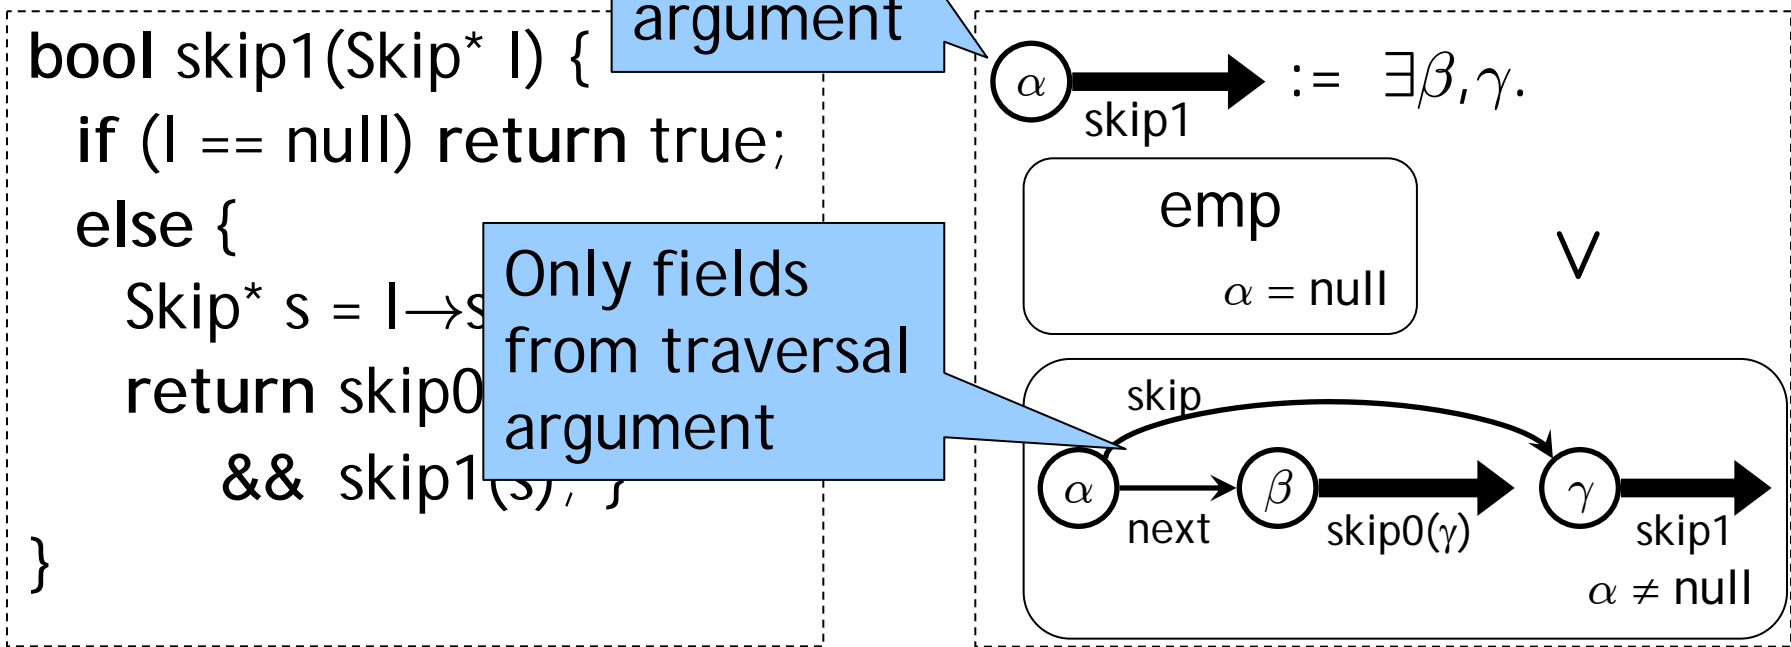 argument
bool skip1(Skip* l) {
if (l == null) return true;
else {
Skip* s = l→s
return skip0
&& skip1(s); }
}
Only fields
from traversal
argument
α
skip1
:= ∃β,γ.
emp
α = null
∨
skip
α
next
β
skip0(γ)
γ
skip1
α ≠ null